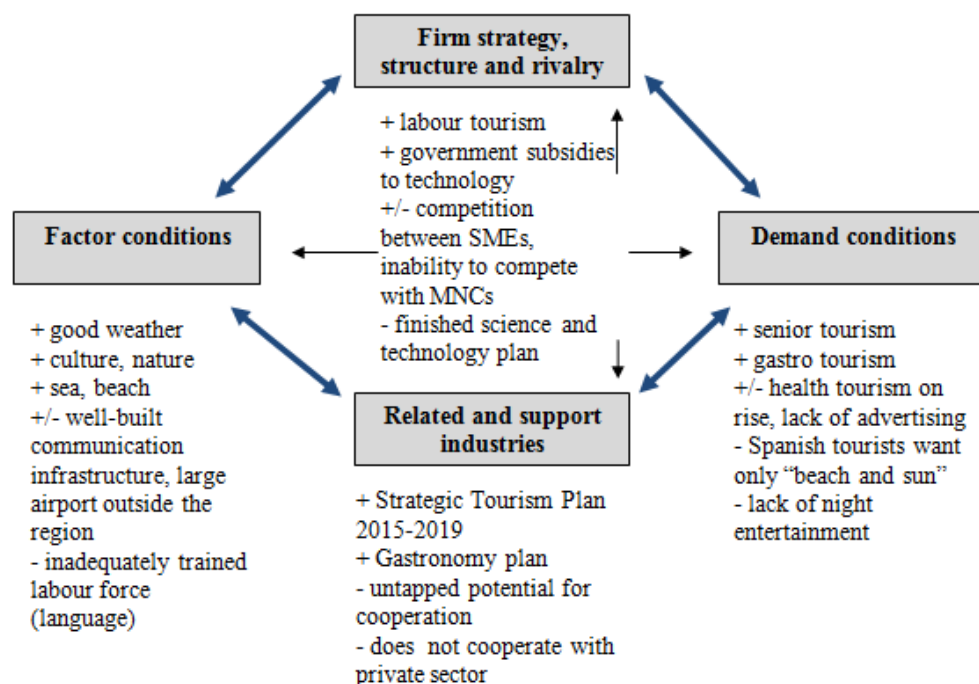 Firm strategy,
structure and rivalry
+ labour tourism
+ government subsidies
to technology
+/- competition
between SMEs,
inability to compete
with MNCs
- finished science and
technology plan
Factor conditions
+ good weather
+ culture, nature
+ sea, beach
+/- well-built
communication
infrastructure, large
airport outside the
region
- inadequately trained
labour force
(language)
Demand conditions
+ senior tourism
+ gastro tourism
+/- health tourism on
rise, lack of advertising
- Spanish tourists want
only “beach and sun”
- lack of night
entertainment
Related and support
industries
+ Strategic Tourism Plan
2015-2019
+ Gastronomy plan
- untapped potential for
cooperation
- does not cooperate with
private sector